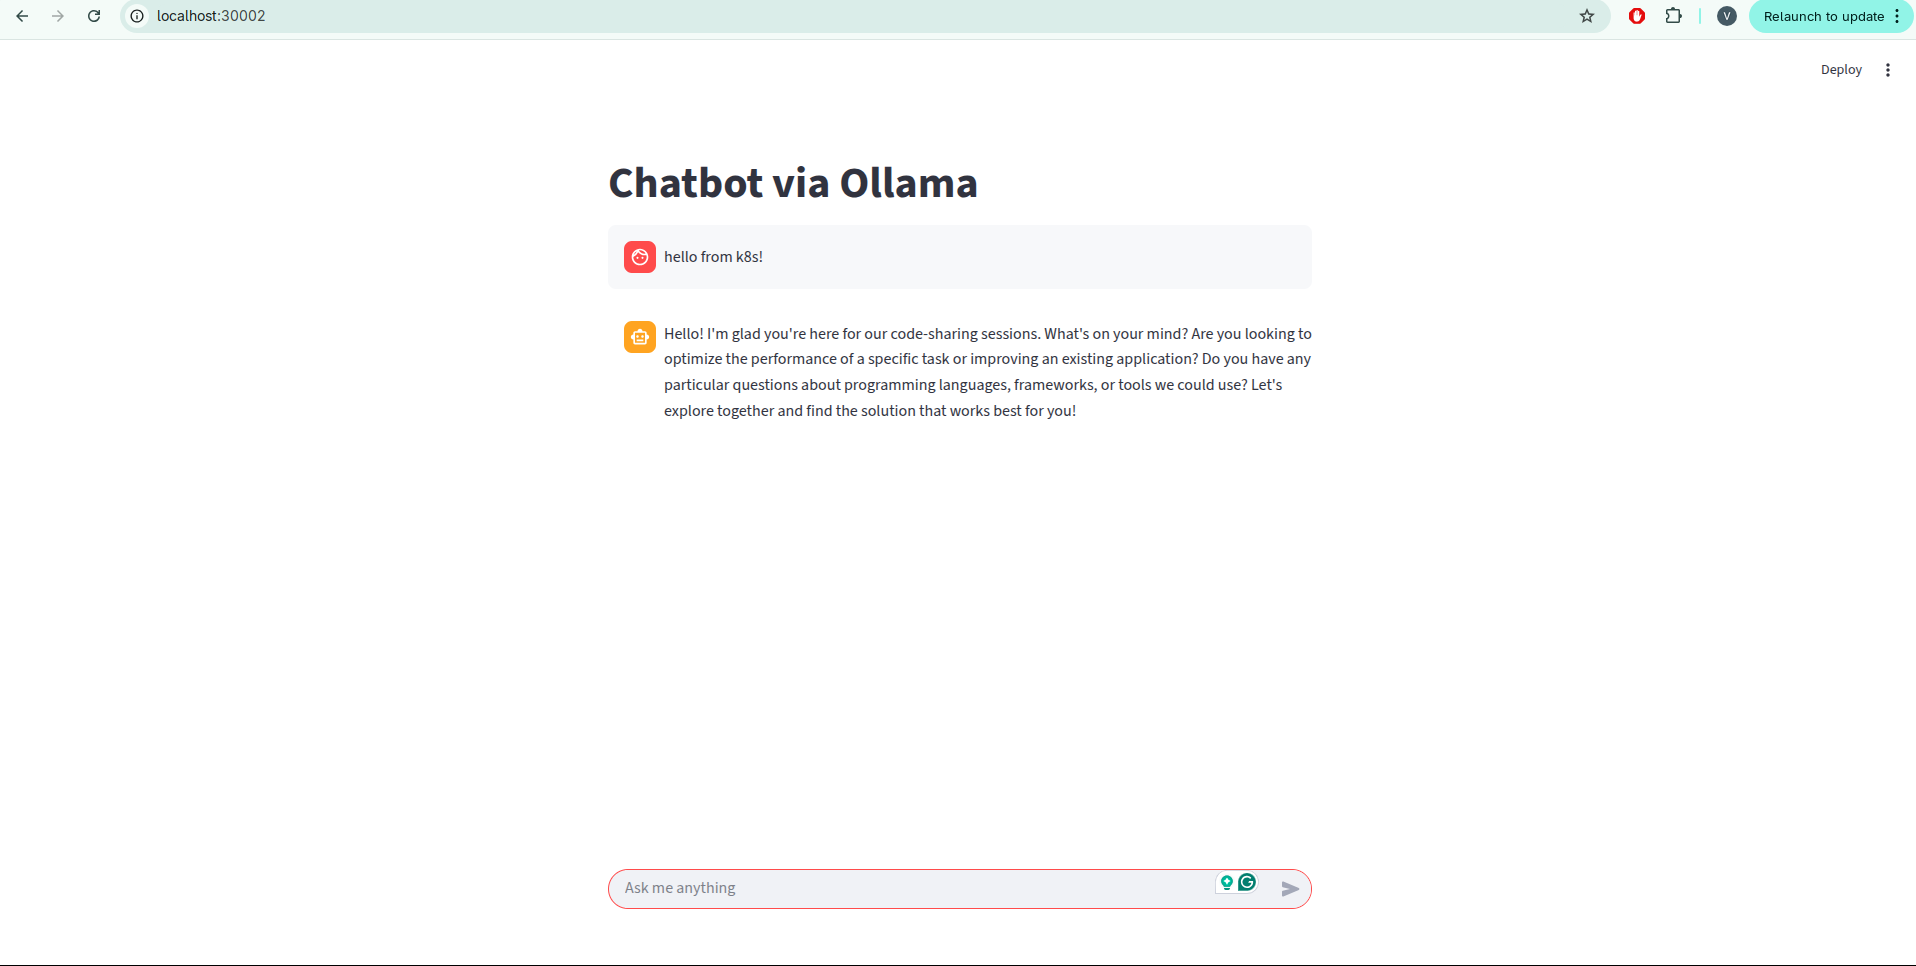 localhost:30002
V
Relaunch to update
Deploy
Chatbot via Ollama
hello from k8s!
Hello! I'm glad you're here for our code-sharing sessions. What's on your mind? Are you looking to
optimize the performance of a specific task or improving an existing application? Do you have any
particular questions about programming languages, frameworks, or tools we could use? Let's
explore together and find the solution that works best for you!
Ask me anything